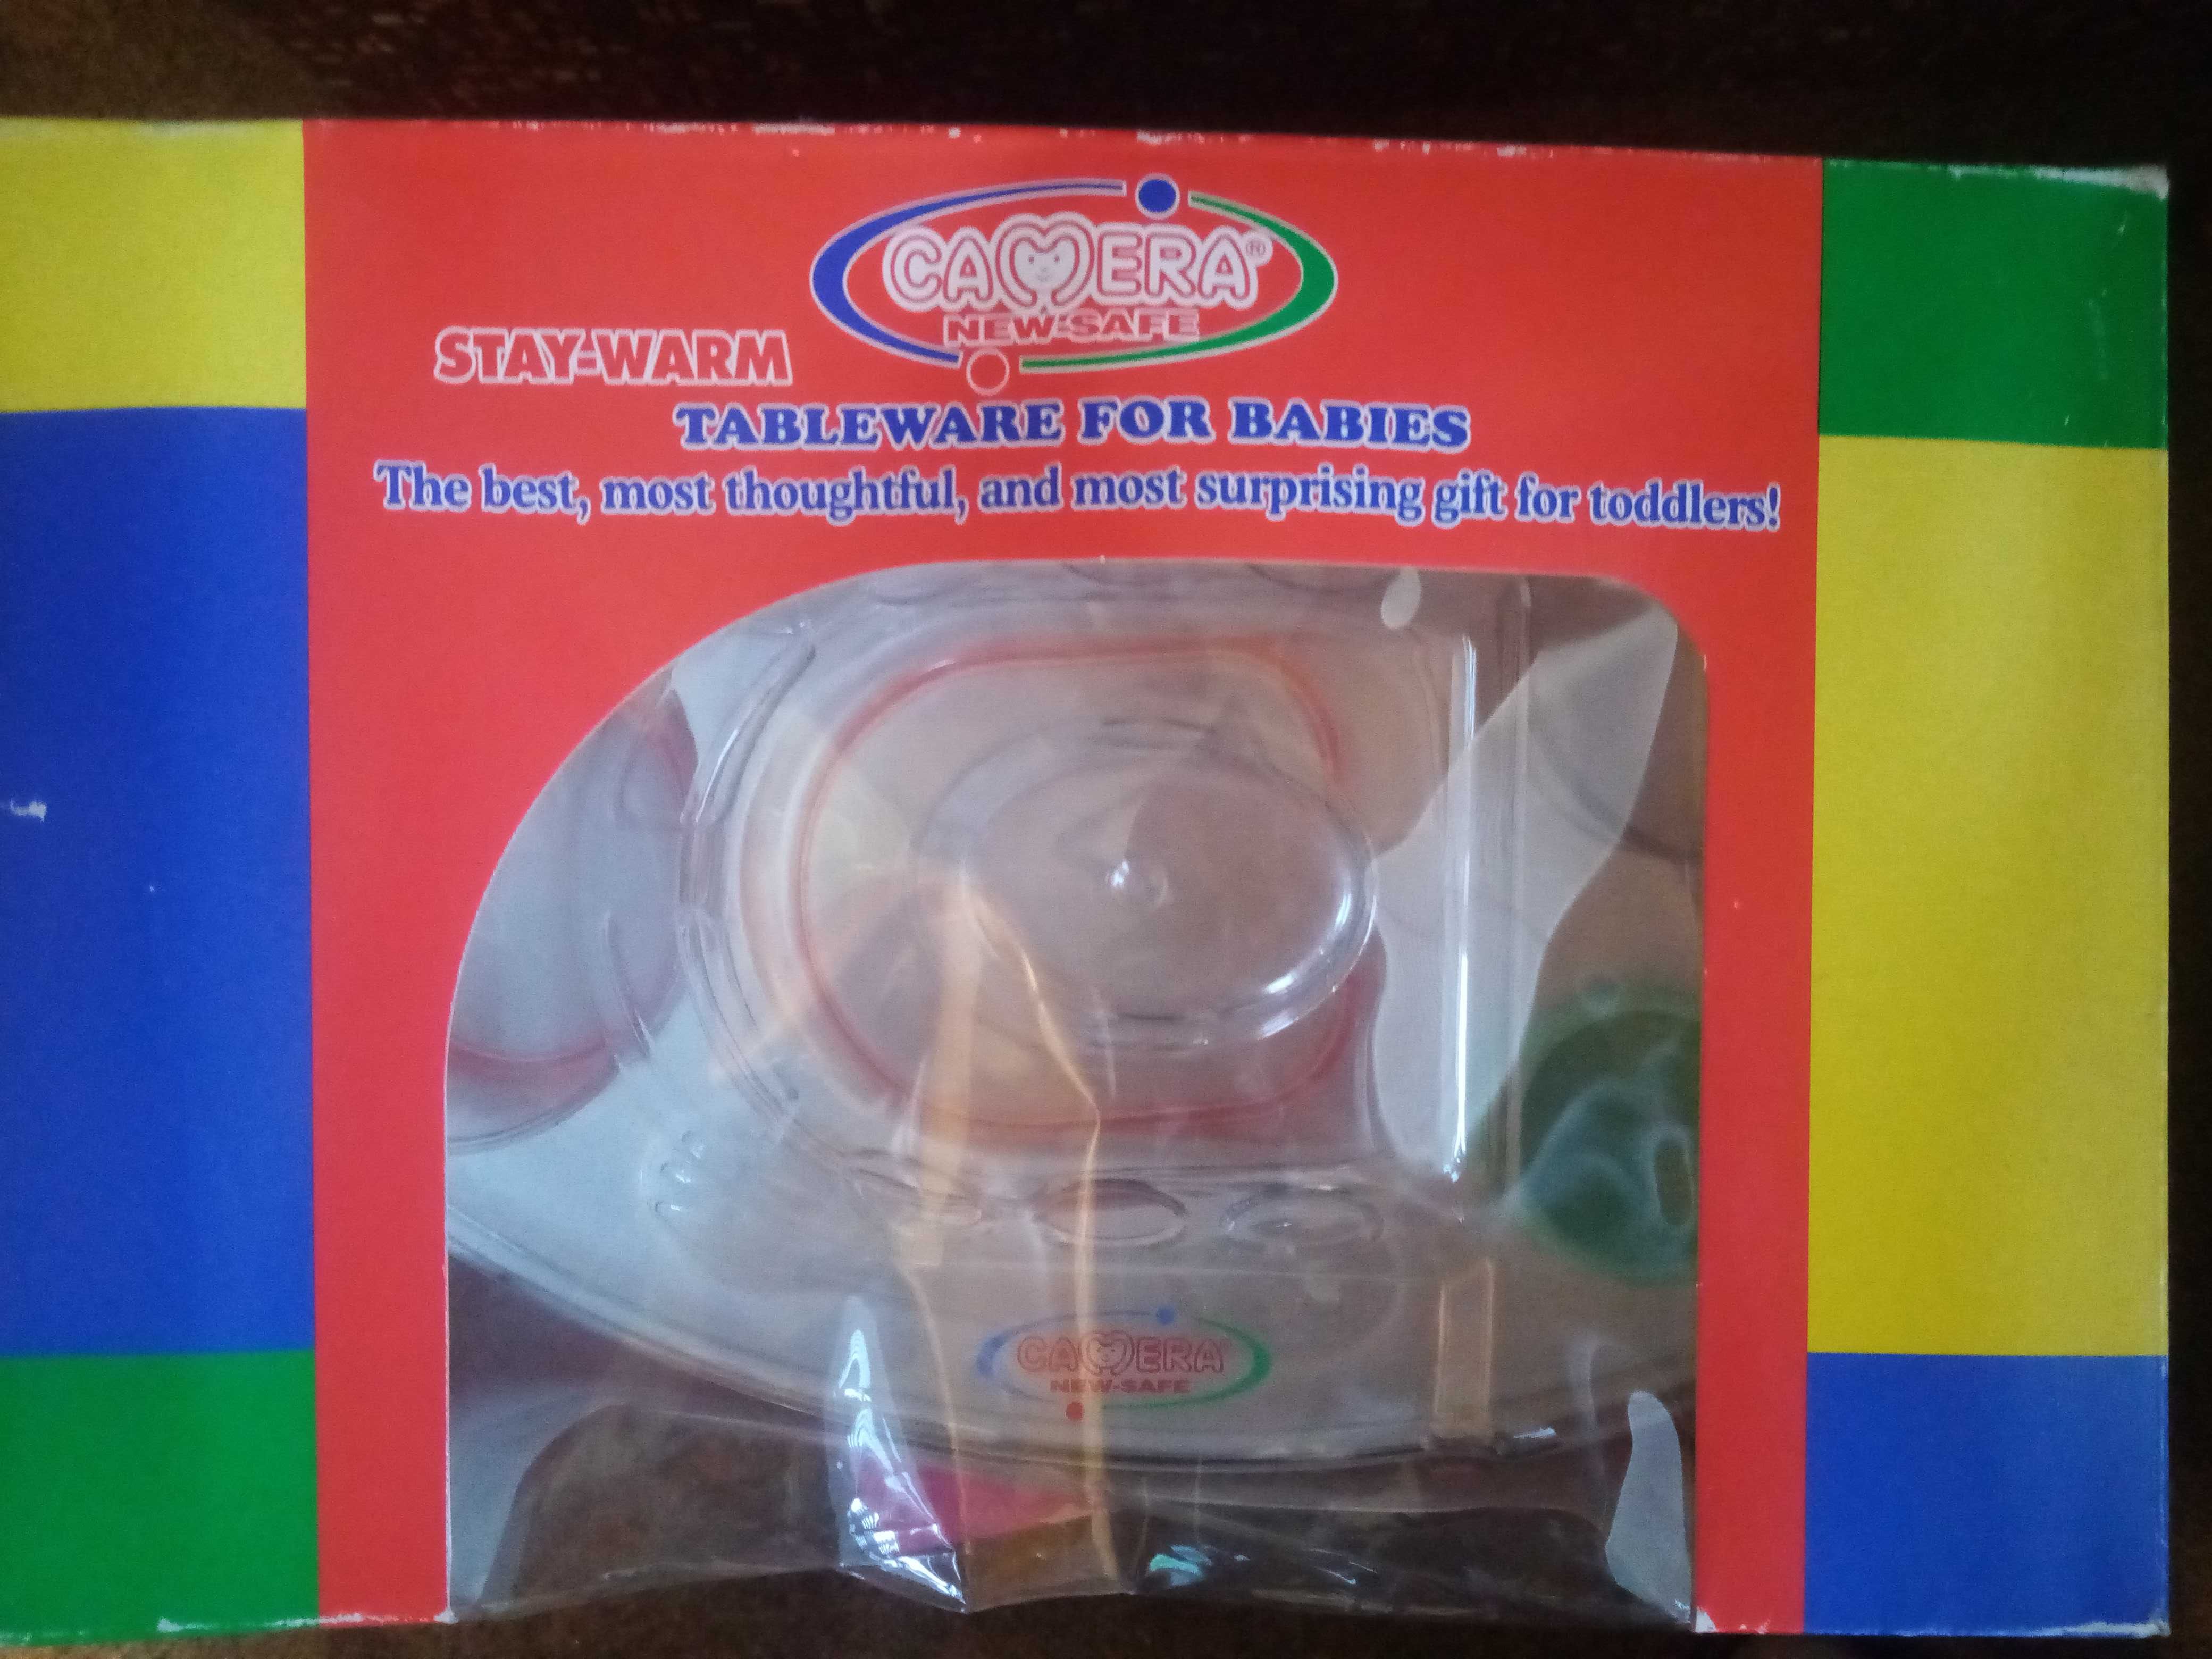 CAMERA®
NEW-SAFE
STAY-WARM
TABLEWARE FOR BABIES
The best, most thoughtful, and most surprising gift for toddlers!
CAMERA
NEW-SAFE